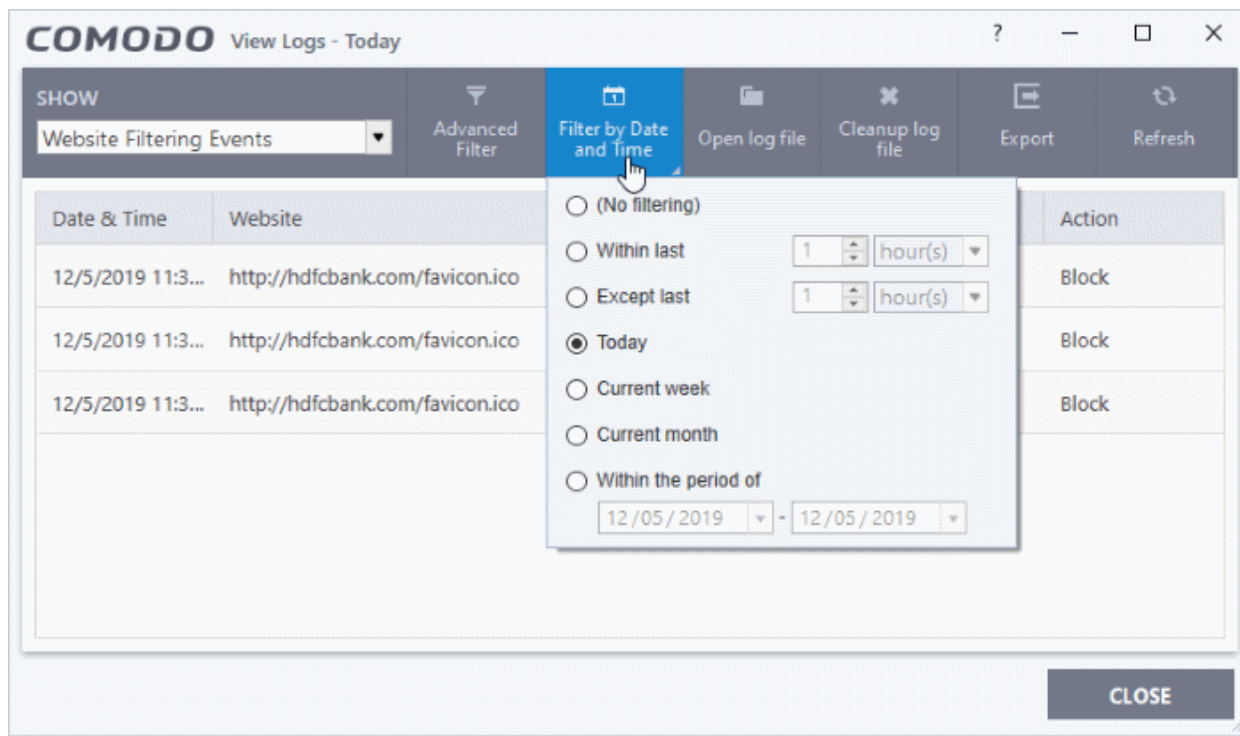 COMODO View Logs - Today
?
SHOW
Website Filtering Events
Advanced
Filter
Filter by Date
and Time
Open log file
Cleanup log
file
Export
Refresh
Date & Time Website Action
12/5/2019 11:3... http://hdfcbank.com/favicon.ico Block
12/5/2019 11:3... http://hdfcbank.com/favicon.ico Block
12/5/2019 11:3... http://hdfcbank.com/favicon.ico Block
(No filtering)
Within last 1 hour(s)
Except last 1 hour(s)
Today
Current week
Current month
Within the period of
12/05/2019 - 12/05/2019
CLOSE